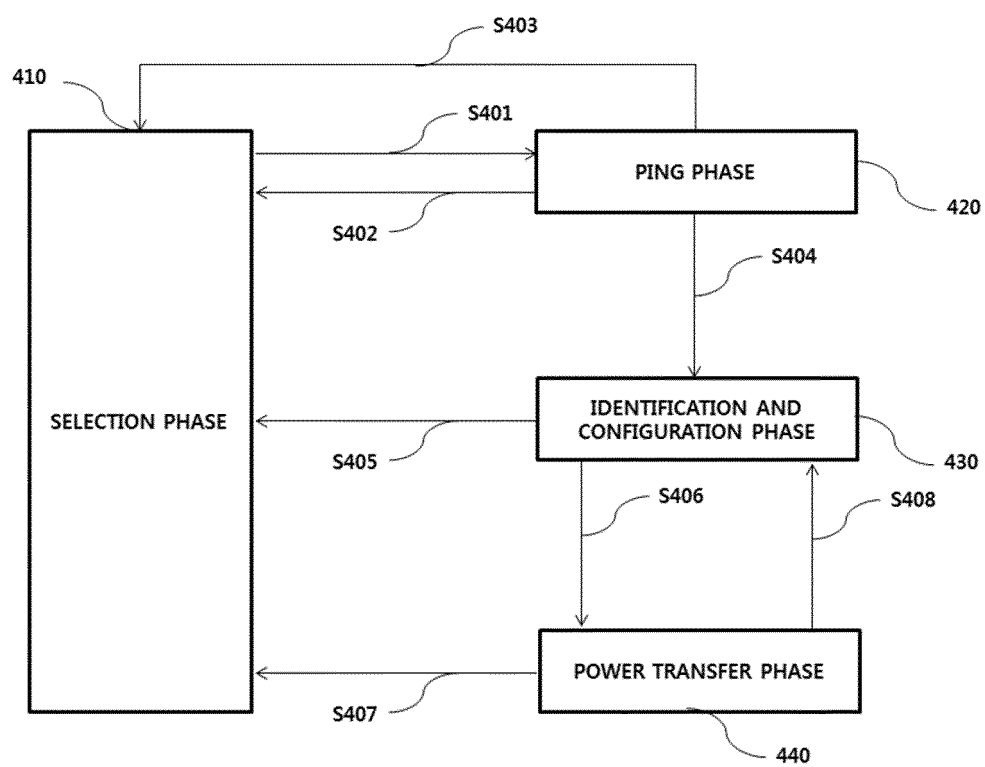 S403
410
S401
PING PHASE
420
S402
S404
SELECTION PHASE
IDENTIFICATION AND
CONFIGURATION PHASE
S405
430
S406
S408
POWER TRANSFER PHASE
S407
440